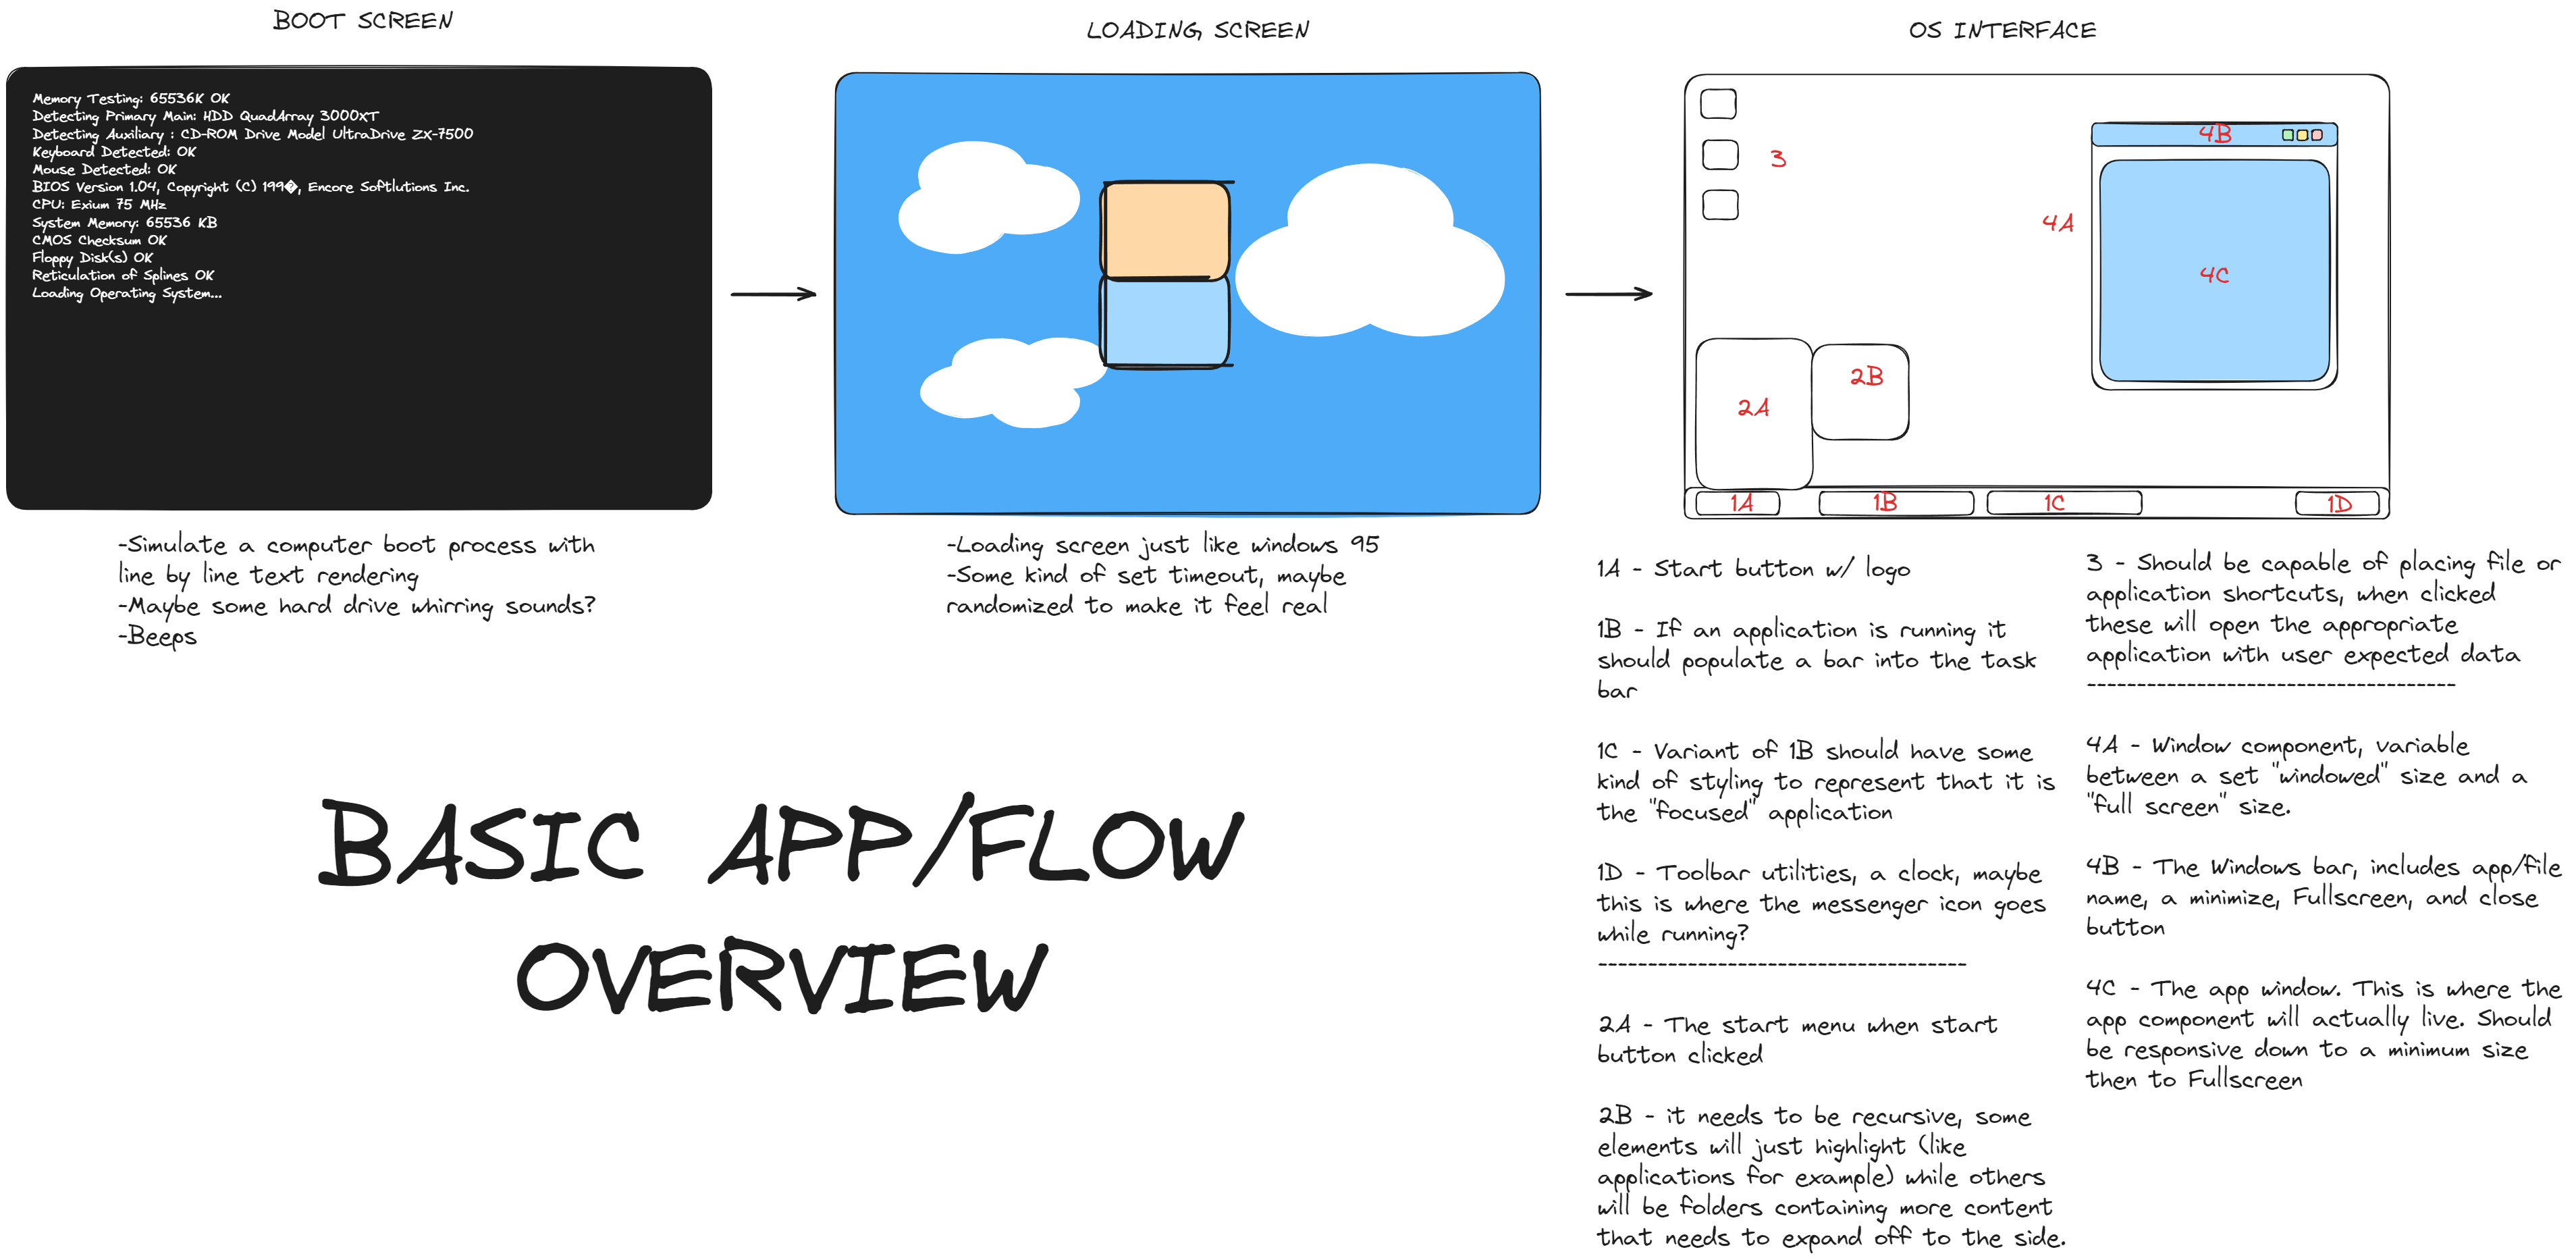 BOOT SCREEN
Memory Testing: 65536K OK
Detecting Primary Main: HDD QuadArray 3000XT
Detecting Auxiliary : CD-ROM Drive Model UltraDrive ZX-7500
Keyboard Detected: OK
Mouse Detected: OK
BIOS Version 1.04, Copyright (C) 199�, Encore Softlutions Inc.
CPU: Exium 75 MHz
System Memory: 65536 KB
CMOS Checksum OK
Floppy Disk(s) OK
Reticulation of Splines OK
Loading Operating System...
-Simulate a computer boot process with
line by line text rendering
-Maybe some hard drive whirring sounds?
-Beeps
LOADING SCREEN
-Loading screen just like windows 95
-Some kind of set timeout, maybe
randomized to make it feel real
OS INTERFACE
3
4A
4B
4C
2A
2B
1A
1B
1C
1D
1A - Start button w/ logo
1B - If an application is running it
should populate a bar into the task
bar
1C - Variant of 1B should have some
kind of styling to represent that it is
the "focused" application
1D - Toolbar utilities, a clock, maybe
this is where the messenger icon goes
while running?
-------------------------------------
2A - The start menu when start
button clicked
2B - it needs to be recursive, some
elements will just highlight (like
applications for example) while others
will be folders containing more content
that needs to expand off to the side.
3 - Should be capable of placing file or
application shortcuts, when clicked
these will open the appropriate
application with user expected data
-------------------------------------
4A - Window component, variable
between a set "windowed" size and a
"full screen" size.
4B - The Windows bar, includes app/file
name, a minimize, Fullscreen, and close
button
4C - The app window. This is where the
app component will actually live. Should
be responsive down to a minimum size
then to Fullscreen
BASIC APP/FLOW
OVERVIEW